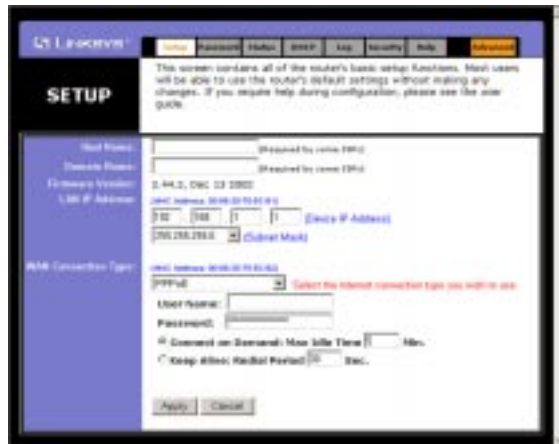 LINKSYS®
Setup Password Status DHCP Log Security Help Advanced
SETUP
This screen contains all of the router's basic setup functions. Most users
will be able to use the router's default settings without making any
changes. If you require help during configuration, please see the user
guide.
Host Name: (Required by some ISPs)
Domain Name: (Required by some ISPs)
Firmware Version: Dec 13 2002
LAN IP Address: (MAC Address:
192 168 1 1 (Device IP Address)
255.255.255.0 (Subnet Mask)
WAN Connection Type: (MAC Address:
PPPoE Select the Internet connection type you wish to use
User Name:
Password:
Connect on Demand: Max Idle Time Min.
Keep Alive: Redial Period Sec.
Apply Cancel